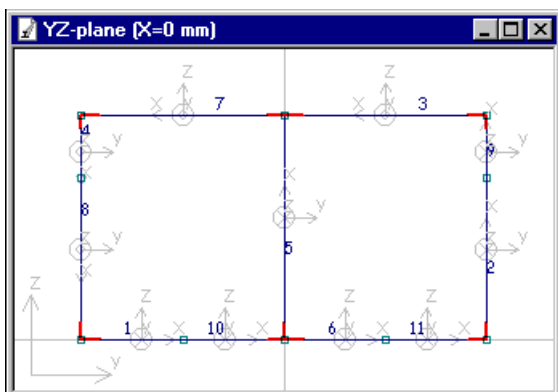 YZ-plane (X=0 mm)
Z Z
X 7 X 3 X
4 9
Y Z Y
X
8 X X
5
Z Y Z Y
X 2
Z Z Z Z Z
1 X 10 X 6 X 11 X
Y